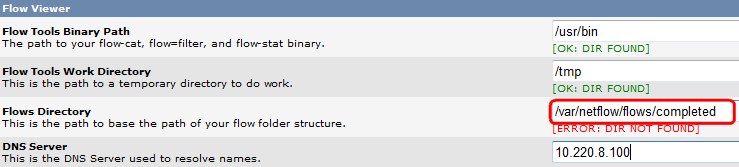 Flow Viewer
Flow Tools Binary Path
The path to your flow-cat, flow=filter, and flow-stat binary.
/usr/bin
[OK: DIR FOUND]
Flow Tools Work Directory
This is the path to a temporary directory to do work.
/tmp
[OK: DIR FOUND]
Flows Directory
This is the path to base the path of your flow folder structure.
/var/netflow/flows/completed
[ERROR: DIR NOT FOUND]
DNS Server
This is the DNS Server used to resolve names.
10.220.8.100